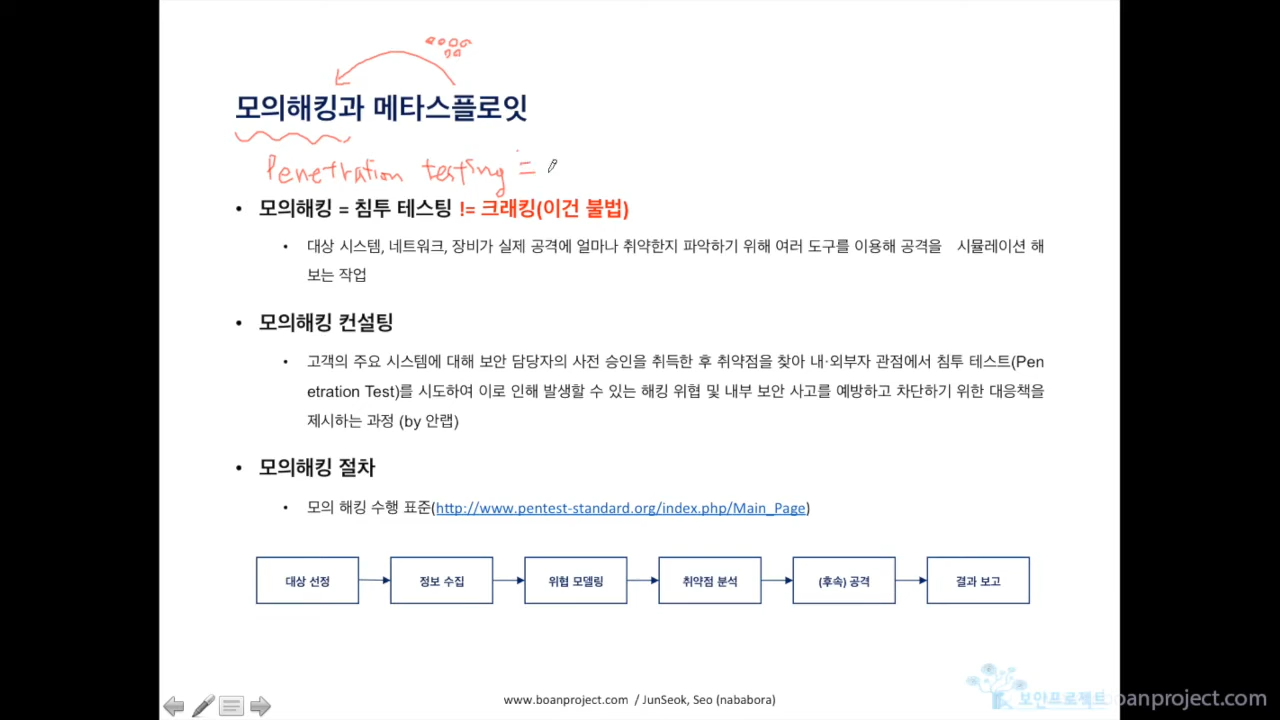 모의해킹과 메타스플로잇
Penetration testing =
• 모의해킹 = 침투 테스팅 != 크래킹(이건 불법)
• 대상 시스템, 네트워크, 장비가 실제 공격에 얼마나 취약한지 파악하기 위해 여러 도구를 이용해 공격을 시뮬레이션 해
보는 작업
• 모의해킹 컨설팅
• 고객의 주요 시스템에 대해 보안 담당자의 사전 승인을 취득한 후 취약점을 찾아 내·외부자 관점에서 침투 테스트(Pen
etration Test)를 시도하여 이로 인해 발생할 수 있는 해킹 위협 및 내부 보안 사고를 예방하고 차단하기 위한 대응책을
제시하는 과정 (by 안랩)
• 모의해킹 절차
• 모의 해킹 수행 표준(http://www.pentest-standard.org/index.php/Main_Page)
대상 선정
정보 수집
위협 모델링
취약점 분석
(후속) 공격
결과 보고
www.boanproject.com / JunSeok, Seo (nababora)
보안프로젝트
boanproject.com